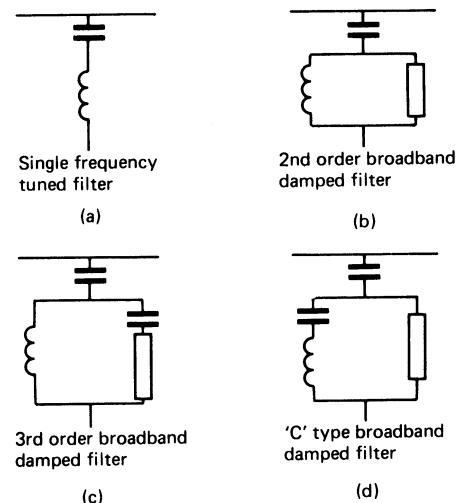 Single frequency
tuned filter
(a)
2nd order broadband
damped filter
(b)
3rd order broadband
damped filter
(c)
'C' type broadband
damped filter
(d)